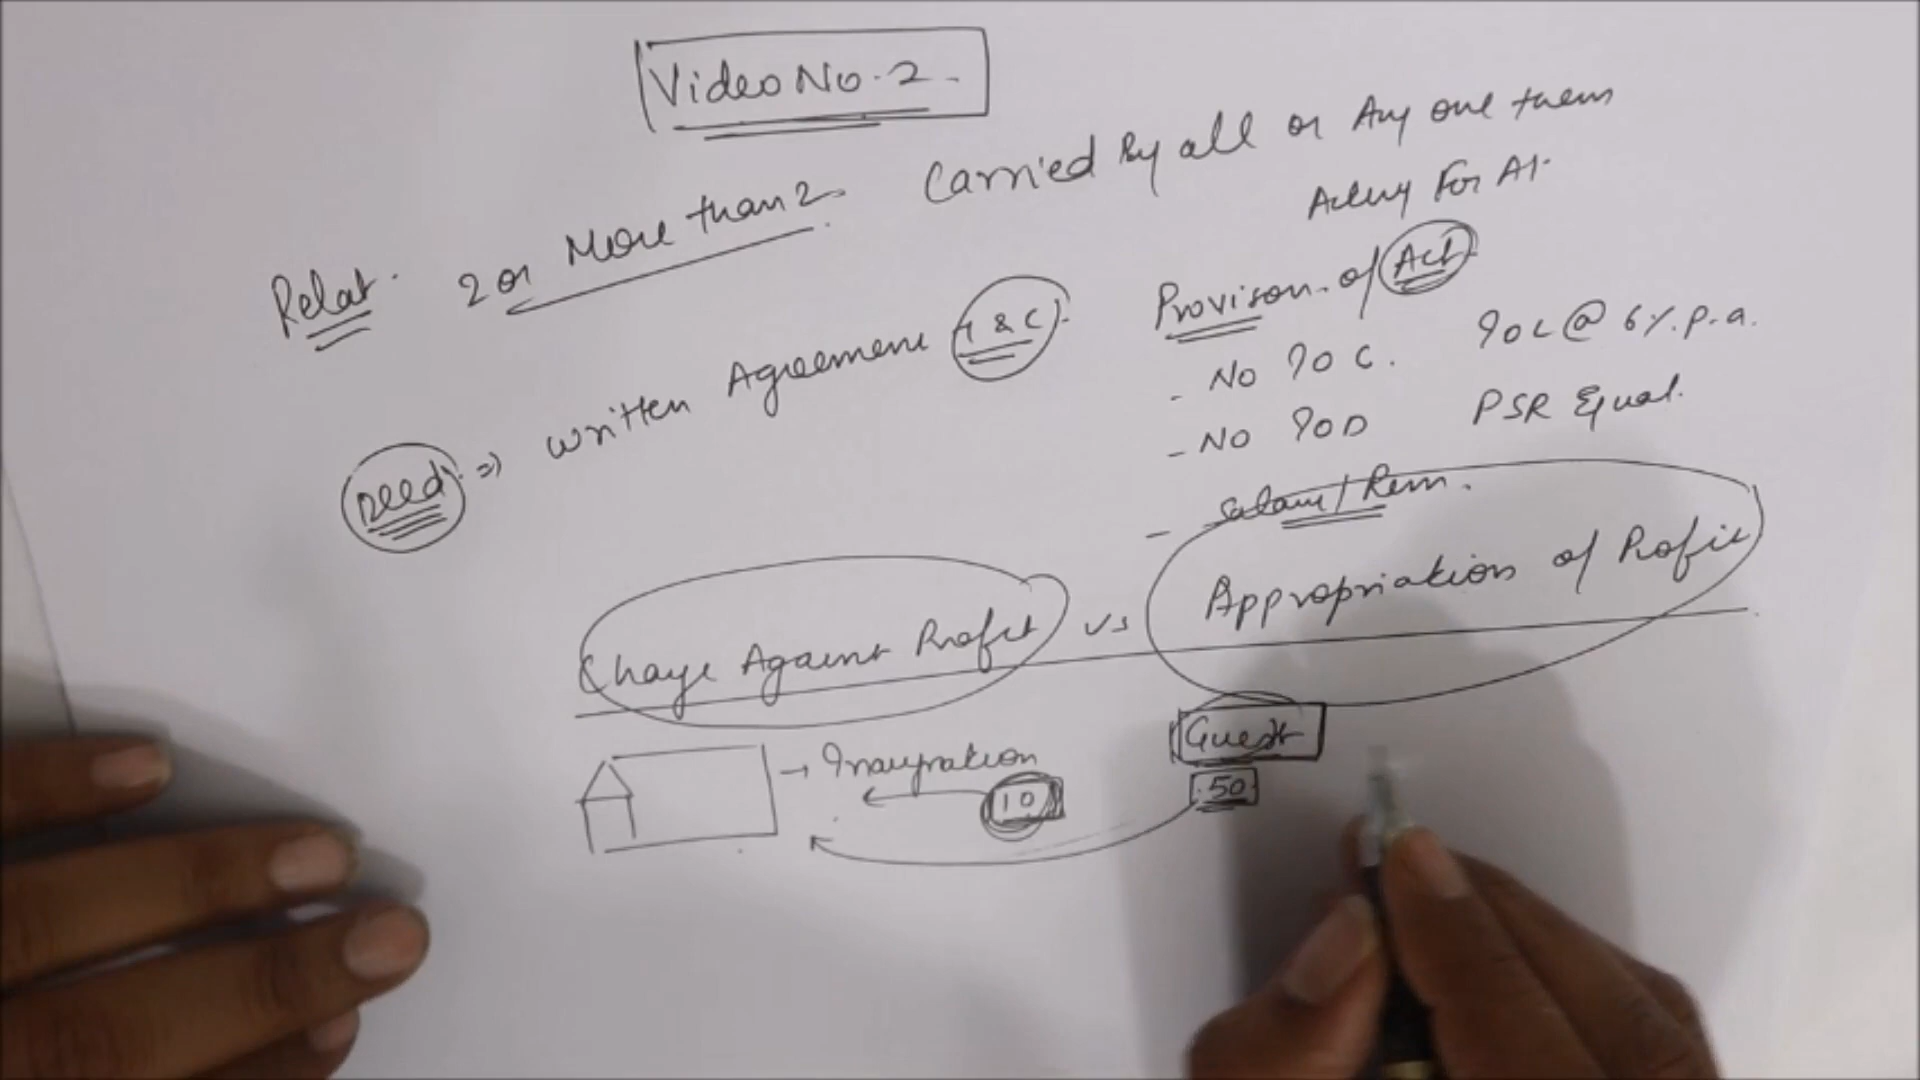 Video No. 2.
Relat. 2 or More than 2 Carried By all or Any one them
Acting For All.
Deed. => written Agreement T & C. Provison. of Act.
- No IOC. IOL @ 6%.p.a.
- No IOD PSR Equal.
- Salary / Rem.
Charge Against Profit vs Appropriation of Profit
→ Inaugration Guest
10 50